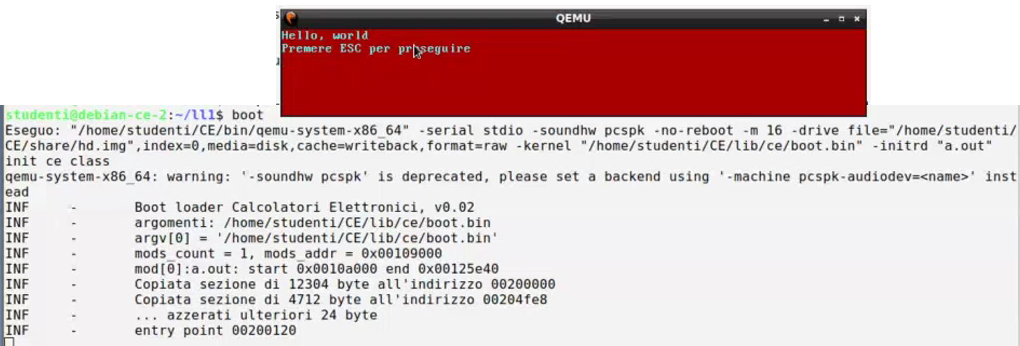 QEMU
Hello, world
Premere ESC per proseguire
studenti@debian-ce-2:~/ll1$ boot
Eseguo: "/home/studenti/CE/bin/qemu-system-x86_64" -serial stdio -soundhw pcspk -no-reboot -m 16 -drive file="/home/studenti/
CE/share/hd.img",index=0,media=disk,cache=writeback,format=raw -kernel "/home/studenti/CE/lib/ce/boot.bin" -initrd "a.out"
init ce class
qemu-system-x86_64: warning: '-soundhw pcspk' is deprecated, please set a backend using '-machine pcspk-audiodev=<name>' inst
ead
INF - Boot loader Calcolatori Elettronici, v0.02
INF - argomenti: /home/studenti/CE/lib/ce/boot.bin
INF - argv[0] = '/home/studenti/CE/lib/ce/boot.bin'
INF - mods_count = 1, mods_addr = 0x00109000
INF - mod[0]:a.out: start 0x0010a000 end 0x00125e40
INF - Copiata sezione di 12304 byte all'indirizzo 00200000
INF - Copiata sezione di 4712 byte all'indirizzo 00204fe8
INF - ... azzerati ulteriori 24 byte
INF - entry point 00200120